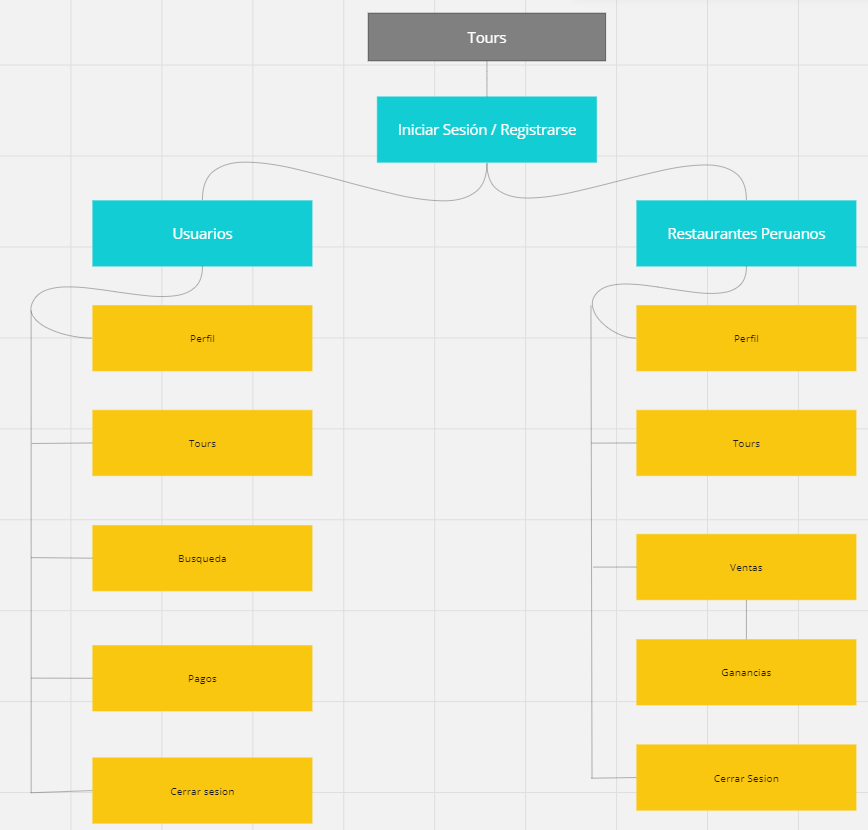 Tours
Iniciar Sesión / Registrarse
Usuarios
Restaurantes Peruanos
Perfil
Perfil
Tours
Tours
Busqueda
Ventas
Pagos
Ganancias
Cerrar sesion
Cerrar Sesion